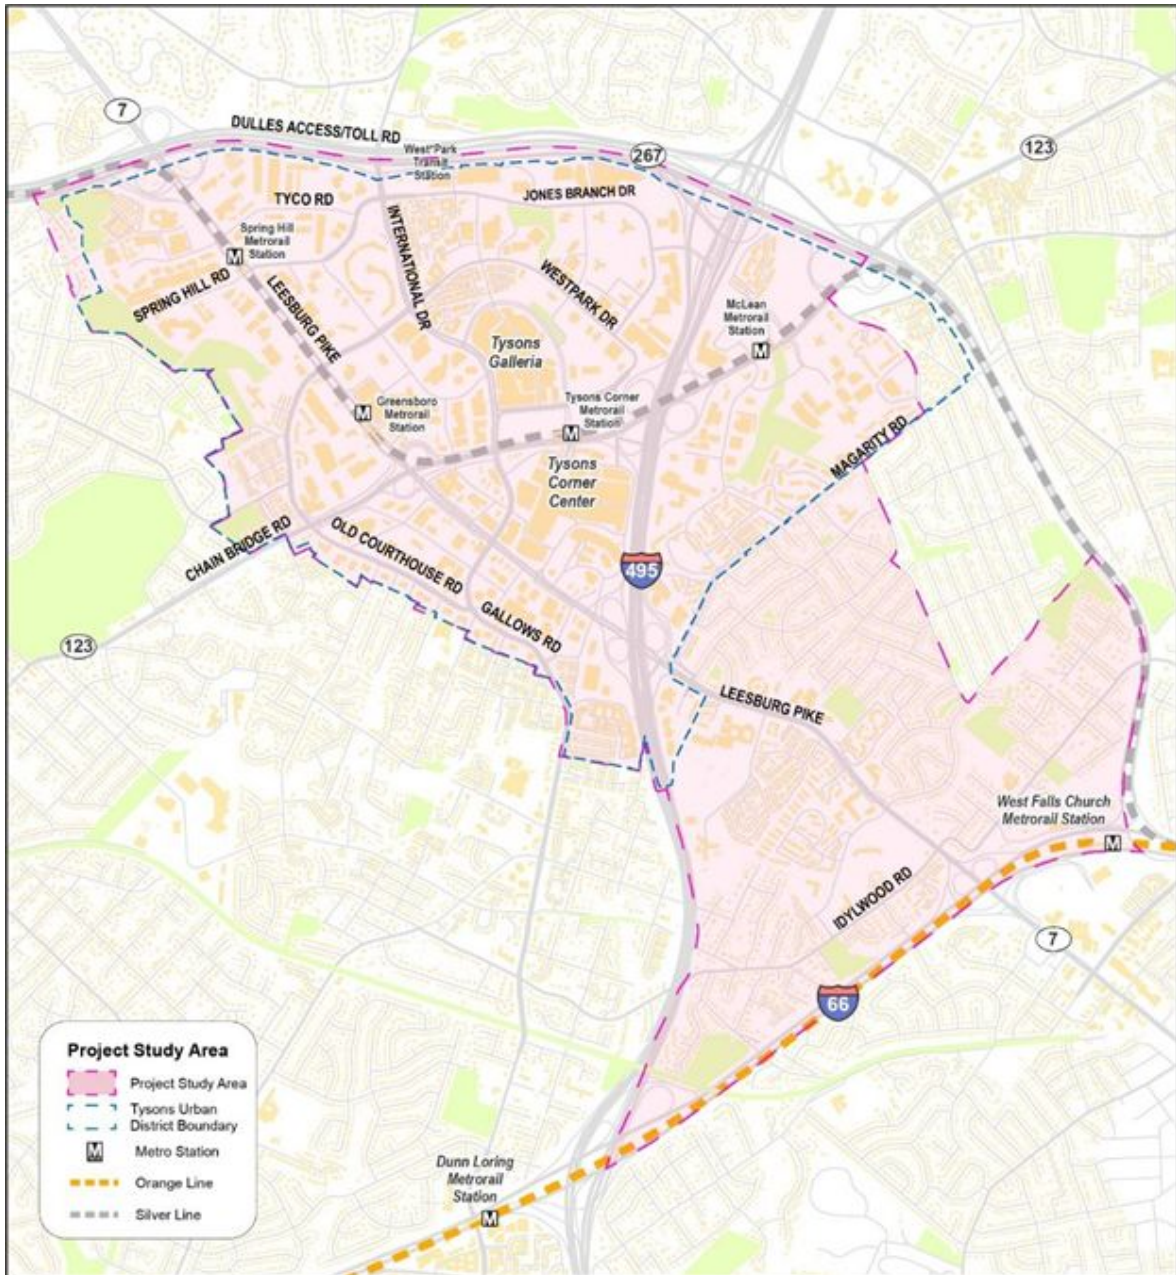 7
DULLES ACCESS/TOLL RD
West*Park
Transit
Station
267
123
TYCO RD
JONES BRANCH DR
Spring Hill
Metrorail
Station
M
INTERNATIONAL DR
SPRING HILL RD
LEESBURG PIKE
WESTPARK DR
McLean
Metrorail
Station
M
Tysons
Galleria
Greensboro
Metrorail
Station
M
Tysons Corner
Metrorail
Station
M
MAGARITY RD
Tysons
Corner
Center
CHAIN BRIDGE RD
OLD COURTHOUSE RD
495
GALLOWS RD
123
LEESBURG PIKE
West Falls Church
Metrorail Station
M
IDYLWOOD RD
7
66
Project Study Area
Project Study Area
Tysons Urban
District Boundary
M
Metro Station
Orange Line
Silver Line
Dunn Loring
Metrorail
Station
M